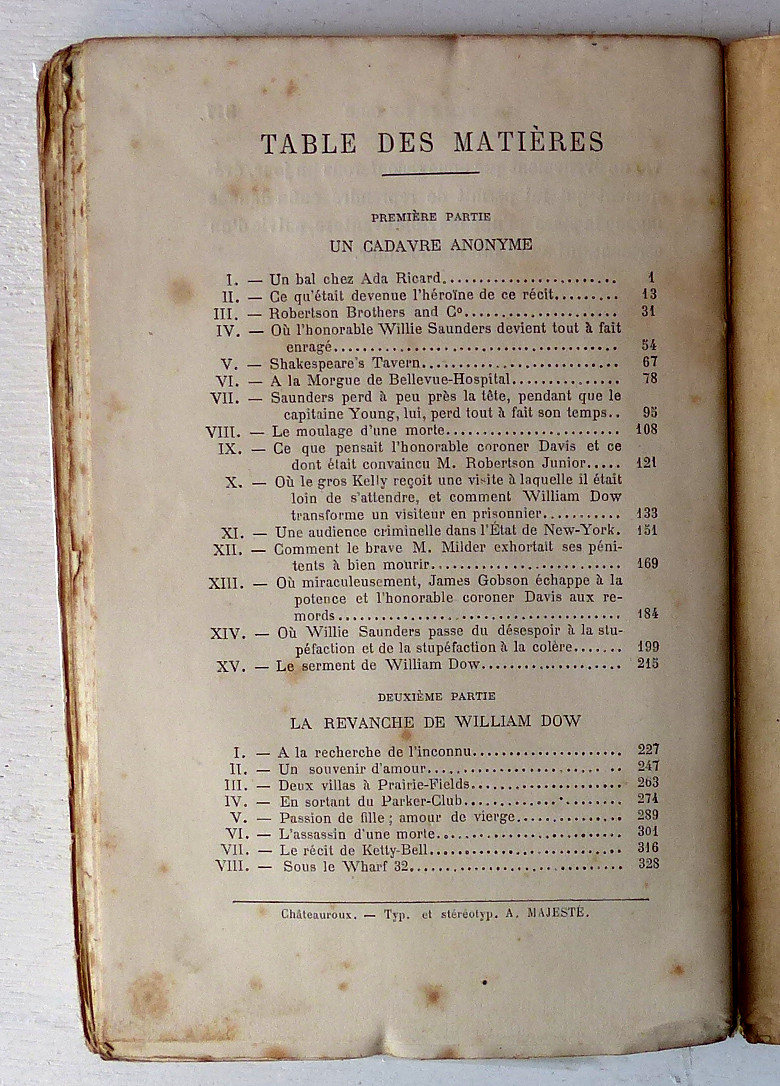 TABLE DES MATIÈRES
PREMIÈRE PARTIE
UN CADAVRE ANONYME
I. — Un bal chez Ada Ricard........................ 1
II. — Ce qu'était devenue l'héroïne de ce récit......... 13
III. — Robertson Brothers and Cº..................... 31
IV. — Où l'honorable Willie Saunders devient tout à fait
enragé....................................... 54
V. — Shakespeare's Tavern........................... 67
VI. — A la Morgue de Bellevue-Hospital............... 78
VII. — Saunders perd à peu près la tête, pendant que le
capitaine Young, lui, perd tout à fait son temps.. 95
VIII. — Le moulage d'une morte........................ 108
IX. — Ce que pensait l'honorable coroner Davis et ce
dont était convaincu M. Robertson Junior..... 121
X. — Où le gros Kelly reçoit une visite à laquelle il était
loin de s'attendre, et comment William Dow
transforme un visiteur en prisonnier........... 133
XI. — Une audience criminelle dans l'État de New-York. 151
XII. — Comment le brave M. Milder exhortait ses péni-
tents à bien mourir.......................... 169
XIII. — Où miraculeusement, James Gobson échappe à la
potence et l'honorable coroner Davis aux re-
mords....................................... 184
XIV. — Où Willie Saunders passe du désespoir à la stu-
péfaction et de la stupéfaction à la colère....... 199
XV. — Le serment de William Dow.................... 215
DEUXIÈME PARTIE
LA REVANCHE DE WILLIAM DOW
I. — A la recherche de l'inconnu..................... 227
II. — Un souvenir d'amour........................... 247
III. — Deux villas à Prairie-Fields..................... 263
IV. — En sortant du Parker-Club...................... 274
V. — Passion de fille ; amour de vierge............... 289
VI. — L'assassin d'une morte.......................... 301
VII. — Le récit de Ketty-Bell........................... 316
VIII. — Sous le Wharf 32.............................. 328
Châteauroux. — Typ. et stéréotyp. A. MAJESTÉ.